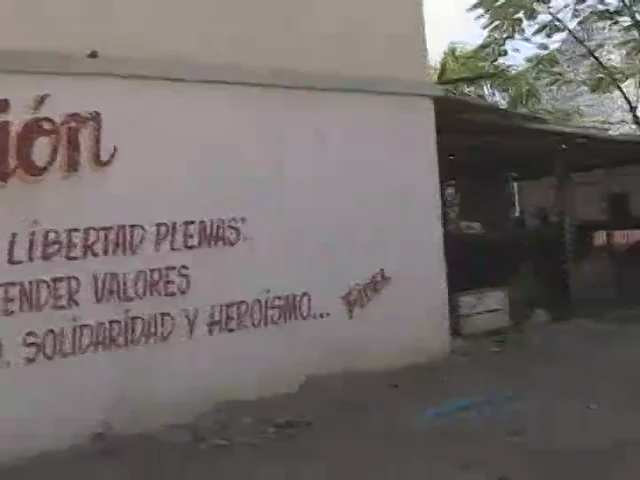 ión
LIBERTAD PLENAS:
ENDER VALORES
SOLIDARIDAD Y HEROÍSMO... Fidel